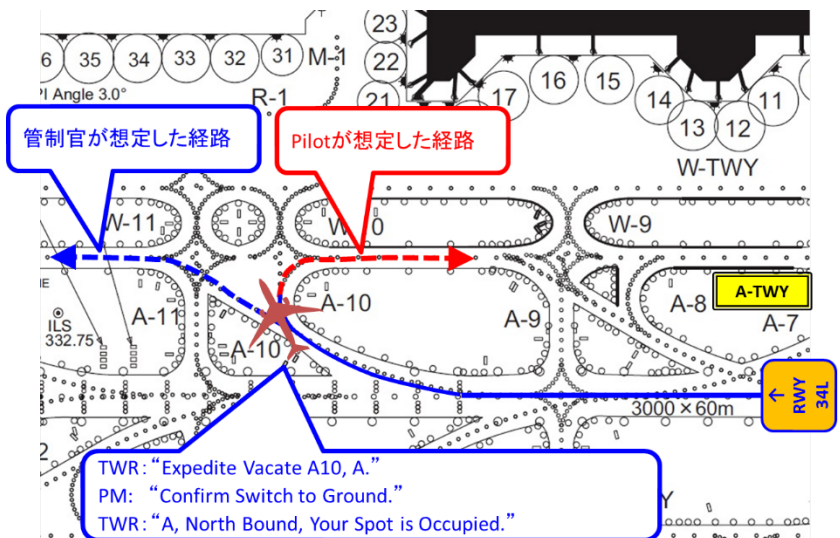 23
6
35
34
33
32
31
M-1
22
16
15
PI Angle 3.0°
R-1
21
17
14
11
13
12
管制官が想定した経路
Pilotが想定した経路
W-TWY
W-11
W-9
A-11
A-10
A-9
A-8
A-TWY
A-7
ILS
332.75
A-10
3000×60m
←
RWY
34L
TWR:“Expedite Vacate A10, A.”
PM: “Confirm Switch to Ground.”
TWR:“A, North Bound, Your Spot is Occupied.”